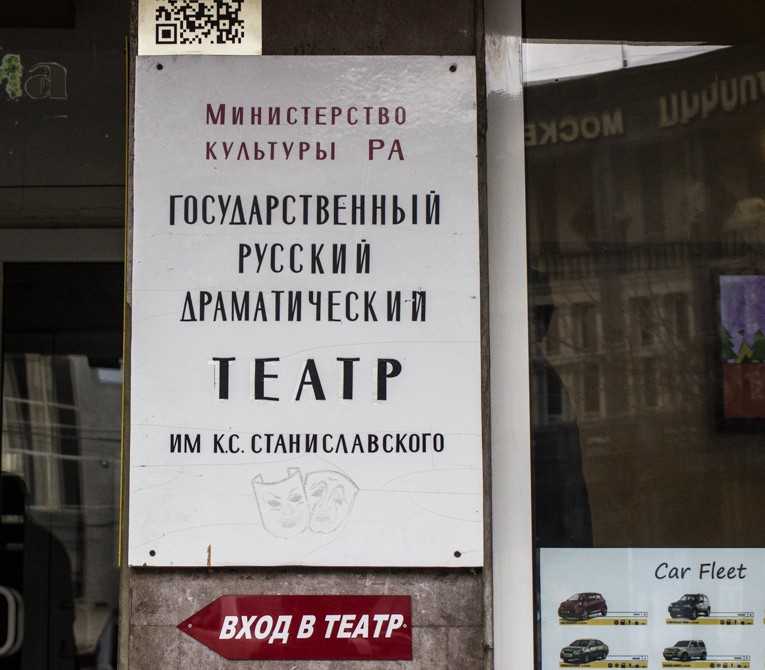 Министерство
культуры РА
ГОСУДАРСТВЕННЫЙ
РУССКИЙ
ДРАМАТИЧЕСКИЙ
ТЕАТР
ИМ К.С. СТАНИСЛАВСКОГО
ВХОД В ТЕАТР
Car Fleet